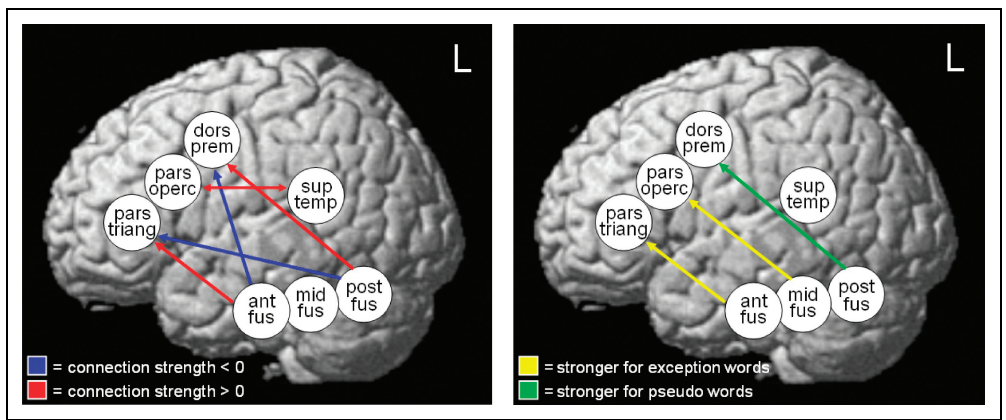 L
dors
prem
pars
operc
sup
temp
pars
triang
ant
fus
mid
fus
post
fus
= connection strength < 0
= connection strength > 0
L
dors
prem
pars
operc
sup
temp
pars
triang
ant
fus
mid
fus
post
fus
= stronger for exception words
= stronger for pseudo words